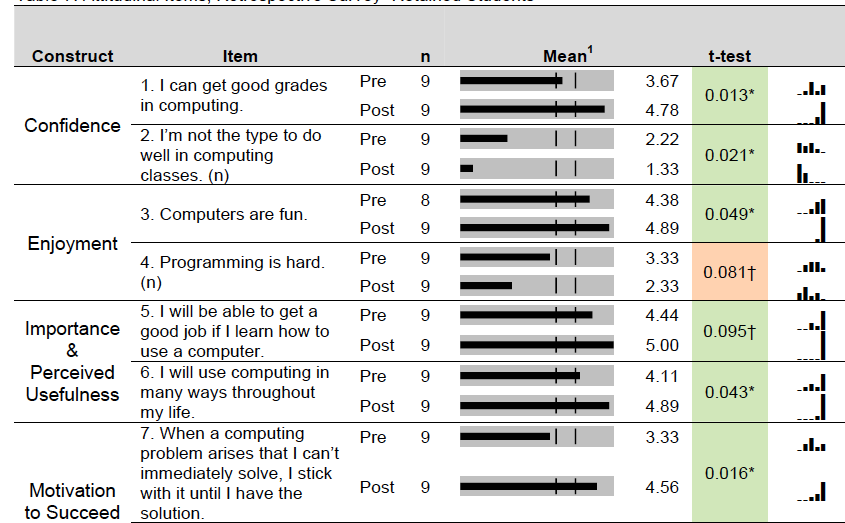 Attitudinal Items, Retrospective Survey- Retained Students
Construct Item n Mean1 t-test
Confidence
1. I can get good grades
in computing.
Pre 9 3.67
Post 9 4.78
0.013*
2. I’m not the type to do
well in computing
classes. (n)
Pre 9 2.22
Post 9 1.33
0.021*
Enjoyment
3. Computers are fun.
Pre 8 4.38
Post 9 4.89
0.049*
4. Programming is hard.
(n)
Pre 9 3.33
Post 9 2.33
0.081†
Importance
&
Perceived
Usefulness
5. I will be able to get a
good job if I learn how to
use a computer.
Pre 9 4.44
Post 9 5.00
0.095†
6. I will use computing in
many ways throughout
my life.
Pre 9 4.11
Post 9 4.89
0.043*
Motivation
to Succeed
7. When a computing
problem arises that I can’t
immediately solve, I stick
with it until I have the
solution.
Pre 9 3.33
Post 9 4.56
0.016*